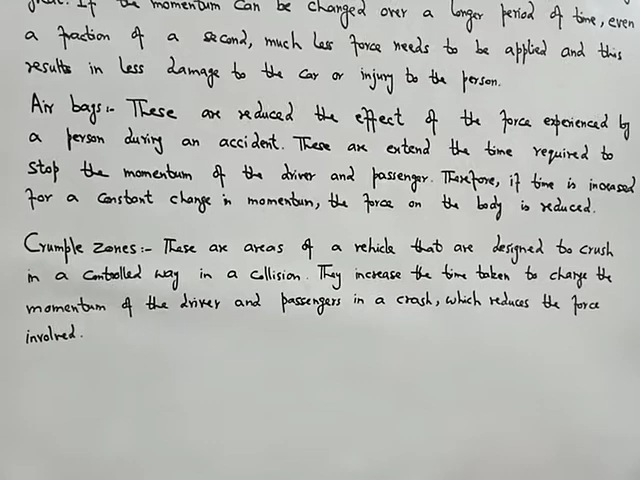 great. If the momentum can be changed over a longer period of time, even
a fraction of a second, much less force needs to be applied and this
results in less damage to the car or injury to the person.
Air bags:- These are reduced the effect of the force experienced by
a person during an accident. These are extend the time required to
stop the momentum of the driver and passenger. Therefore, if time is increased
for a constant change in momentum, the force on the body is reduced.
Crumple zones:- These are areas of a vehicle that are designed to crush
in a controlled way in a collision. They increase the time taken to change the
momentum of the driver and passengers in a crash, which reduces the force
involved.